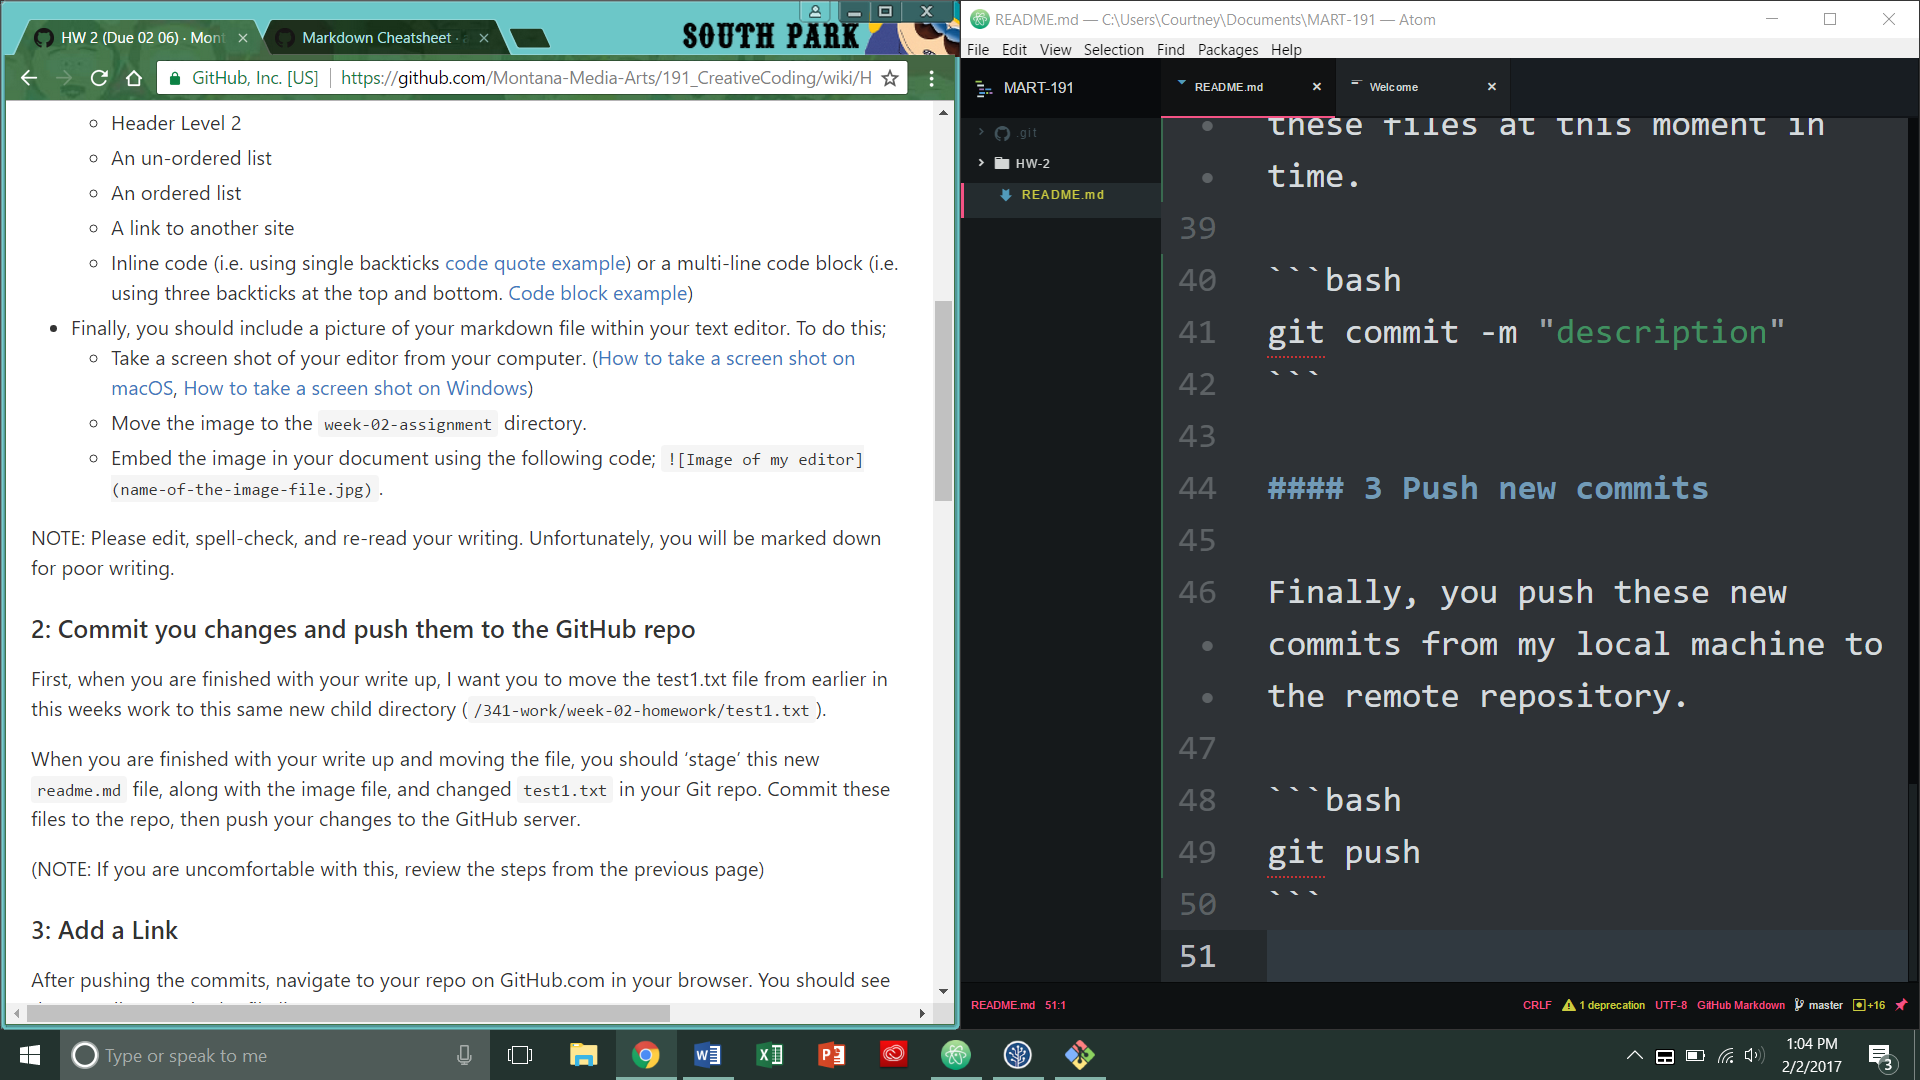 HW 2 (Due 02 06) · Mont
Markdown Cheatsheet ·
SOUTH PARK
GitHub, Inc. [US]
https://github.com/Montana-Media-Arts/191_CreativeCoding/wiki/H
Header Level 2
An un-ordered list
An ordered list
A link to another site
Inline code (i.e. using single backticks code quote example) or a multi-line code block (i.e.
using three backticks at the top and bottom. Code block example)
Finally, you should include a picture of your markdown file within your text editor. To do this;
Take a screen shot of your editor from your computer. (How to take a screen shot on
macOS, How to take a screen shot on Windows)
Move the image to the week-02-assignment directory.
Embed the image in your document using the following code; ![Image of my editor]
(name-of-the-image-file.jpg) .
NOTE: Please edit, spell-check, and re-read your writing. Unfortunately, you will be marked down
for poor writing.
2: Commit you changes and push them to the GitHub repo
First, when you are finished with your write up, I want you to move the test1.txt file from earlier in
this weeks work to this same new child directory ( /341-work/week-02-homework/test1.txt ).
When you are finished with your write up and moving the file, you should ‘stage’ this new
readme.md file, along with the image file, and changed test1.txt in your Git repo. Commit these
files to the repo, then push your changes to the GitHub server.
(NOTE: If you are uncomfortable with this, review the steps from the previous page)
3: Add a Link
After pushing the commits, navigate to your repo on GitHub.com in your browser. You should see
README.md — C:\Users\Courtney\Documents\MART-191 — Atom
File Edit View Selection Find Packages Help
MART-191
.git
HW-2
README.md
README.md
Welcome
these files at this moment in
time.
39
40 ```bash
41 git commit -m "description"
42 ```
43
44 #### 3 Push new commits
45
46 Finally, you push these new
commits from my local machine to
the remote repository.
47
48 ```bash
49 git push
50 ```
51
README.md 51:1
CRLF 1 deprecation UTF-8 GitHub Markdown master +16
Type or speak to me
1:04 PM
2/2/2017
3